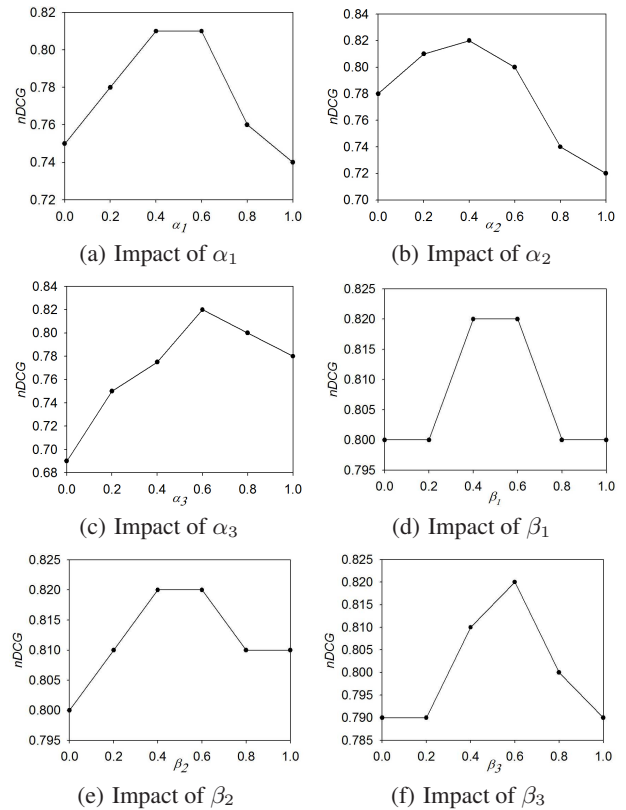 0.82
0.80
0.78
0.76
0.74
0.72
nDCG
0.0 0.2 0.4 0.6 0.8 1.0
α1
(a) Impact of α1
0.84
0.82
0.80
0.78
0.76
0.74
0.72
0.70
nDCG
0.0 0.2 0.4 0.6 0.8 1.0
α2
(b) Impact of α2
0.84
0.82
0.80
0.78
0.76
0.74
0.72
0.70
0.68
nDCG
0.0 0.2 0.4 0.6 0.8 1.0
α3
(c) Impact of α3
0.825
0.820
0.815
0.810
0.805
0.800
0.795
nDCG
0.0 0.2 0.4 0.6 0.8 1.0
β1
(d) Impact of β1
0.825
0.820
0.815
0.810
0.805
0.800
0.795
nDCG
0.0 0.2 0.4 0.6 0.8 1.0
β2
(e) Impact of β2
0.825
0.820
0.815
0.810
0.805
0.800
0.795
0.790
0.785
nDCG
0.0 0.2 0.4 0.6 0.8 1.0
β3
(f) Impact of β3